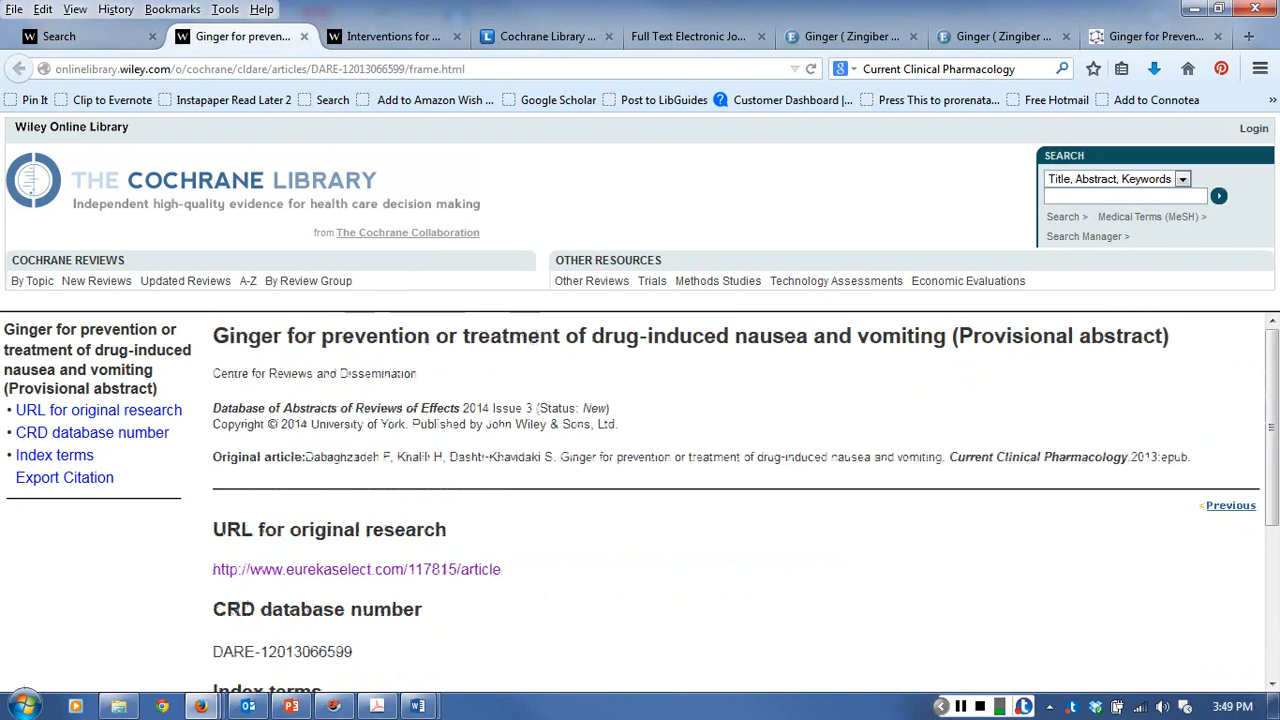 File Edit View History Bookmarks Tools Help
Search × Ginger for preven... × Interventions for ... × Cochrane Library ... × Full Text Electronic Jo... × Ginger ( Zingiber ... × Ginger ( Zingiber ... × Ginger for Preven... × +
onlinelibrary.wiley.com/o/cochrane/cldare/articles/DARE-12013066599/frame.html Current Clinical Pharmacology
Pin It Clip to Evernote Instapaper Read Later 2 Search Add to Amazon Wish ... Google Scholar Post to LibGuides Customer Dashboard |... Press This to prorenata... Free Hotmail Add to Connotea »
Wiley Online Library Login
THE COCHRANE LIBRARY
Independent high-quality evidence for health care decision making
from The Cochrane Collaboration
SEARCH
Title, Abstract, Keywords
Search > Medical Terms (MeSH) >
Search Manager >
COCHRANE REVIEWS
By Topic New Reviews Updated Reviews A-Z By Review Group
OTHER RESOURCES
Other Reviews Trials Methods Studies Technology Assessments Economic Evaluations
Ginger for prevention or
treatment of drug-induced
nausea and vomiting
(Provisional abstract)
• URL for original research
• CRD database number
• Index terms
Export Citation
Ginger for prevention or treatment of drug-induced nausea and vomiting (Provisional abstract)
Centre for Reviews and Dissemination
Database of Abstracts of Reviews of Effects 2014 Issue 3 (Status: New)
Copyright © 2014 University of York. Published by John Wiley & Sons, Ltd.
Original article:Dabaghzadeh F, Khalili H, Dashti-Khavidaki S. Ginger for prevention or treatment of drug-induced nausea and vomiting. Current Clinical Pharmacology.2013:epub.
< Previous
URL for original research
http://www.eurekaselect.com/117815/article
CRD database number
DARE-12013066599
Index terms
3:49 PM